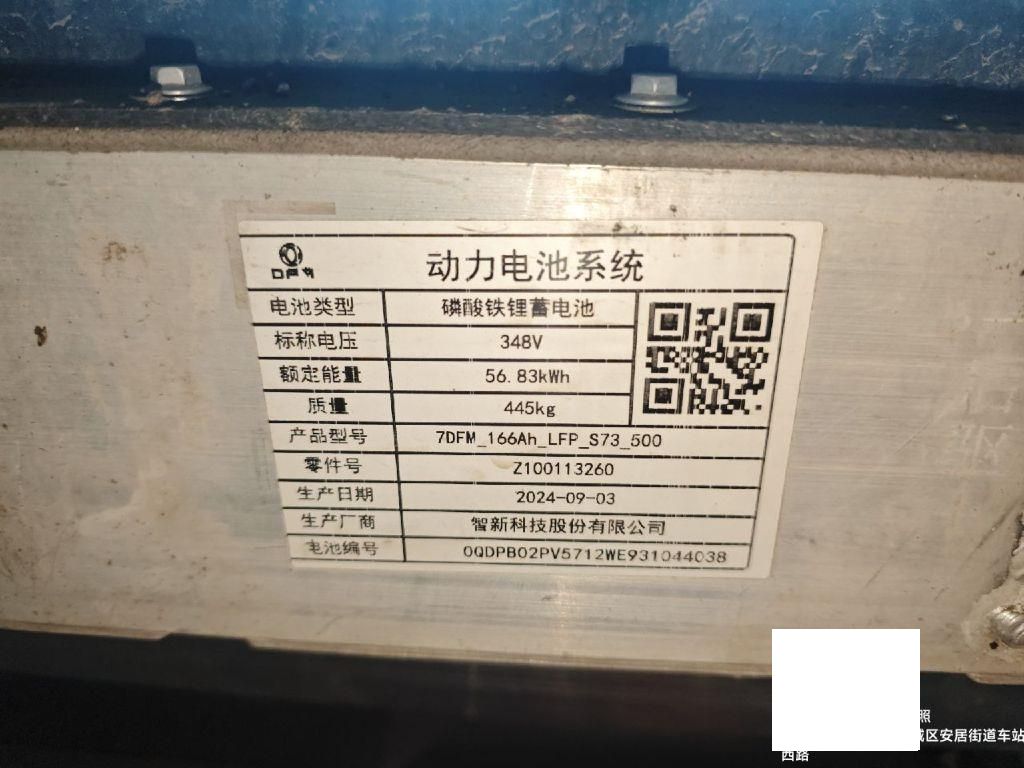 动力电池系统
电池类型 磷酸铁锂蓄电池
标称电压 348V
额定能量 56.83kWh
质量 445kg
产品型号 7DFM_166Ah_LFP_S73_500
零件号 Z100113260
生产日期 2024-09-03
生产厂商 智新科技股份有限公司
电池编号 0QDPB02PV5712WE931044038
照
城区安居街道车站
西路